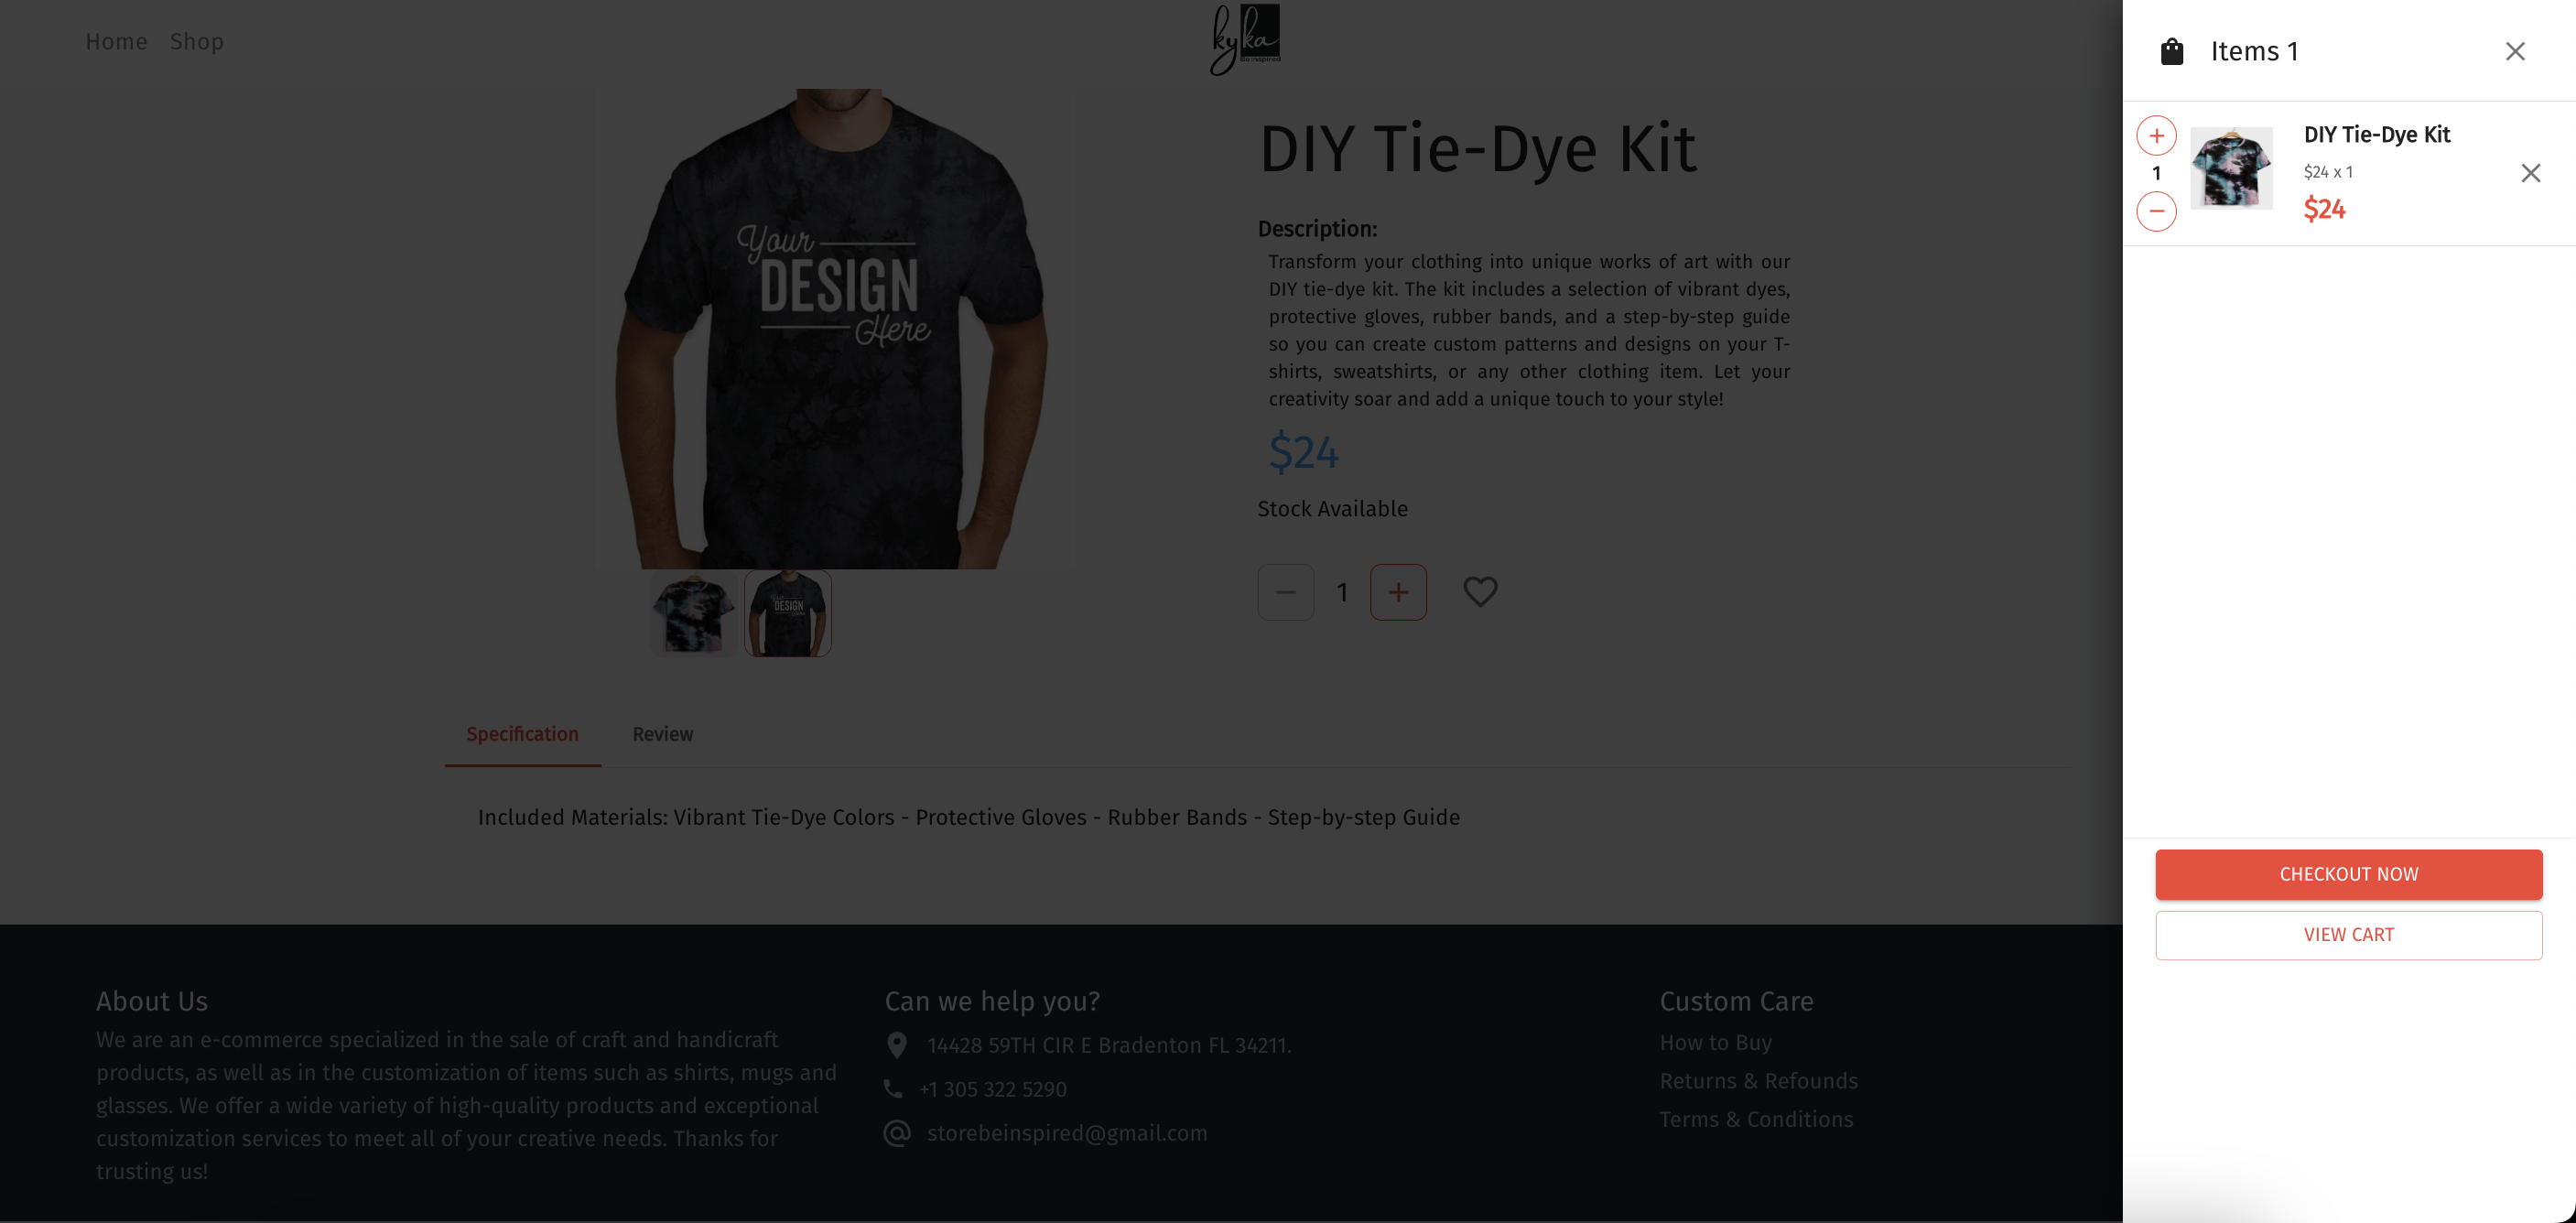 Home Shop
kyka
be inspired
Your
DESIGN
Here
DIY Tie-Dye Kit
Description:
Transform your clothing into unique works of art with our
DIY tie-dye kit. The kit includes a selection of vibrant dyes,
protective gloves, rubber bands, and a step-by-step guide
so you can create custom patterns and designs on your T-
shirts, sweatshirts, or any other clothing item. Let your
creativity soar and add a unique touch to your style!
$24
Stock Available
1
DESIGN
Specification Review
Included Materials: Vibrant Tie-Dye Colors - Protective Gloves - Rubber Bands - Step-by-step Guide
About Us
We are an e-commerce specialized in the sale of craft and handicraft
products, as well as in the customization of items such as shirts, mugs and
glasses. We offer a wide variety of high-quality products and exceptional
customization services to meet all of your creative needs. Thanks for
trusting us!
Can we help you?
14428 59TH CIR E Bradenton FL 34211.
+1 305 322 5290
storebeinspired@gmail.com
Custom Care
How to Buy
Returns & Refounds
Terms & Conditions
Items 1
1
DIY Tie-Dye Kit
$24 x 1
$24
CHECKOUT NOW
VIEW CART